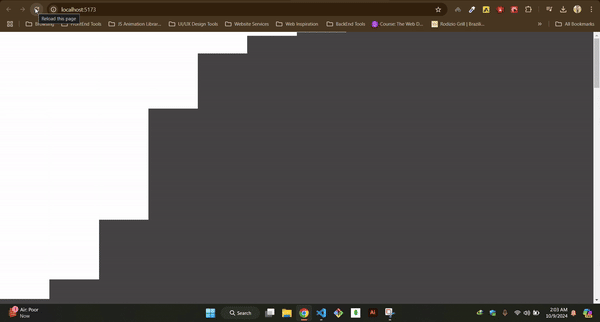 localhost:5173
Reload this page
FrontEnd Tools
JS Animation Librar...
UI/UX Design Tools
Website Services
Web Inspiration
BackEnd Tools
Course: The Web D...
Rodizio Grill | Brazili...
»
All Bookmarks
Air: Poor
Now
Search
2:03 AM
10/9/2024